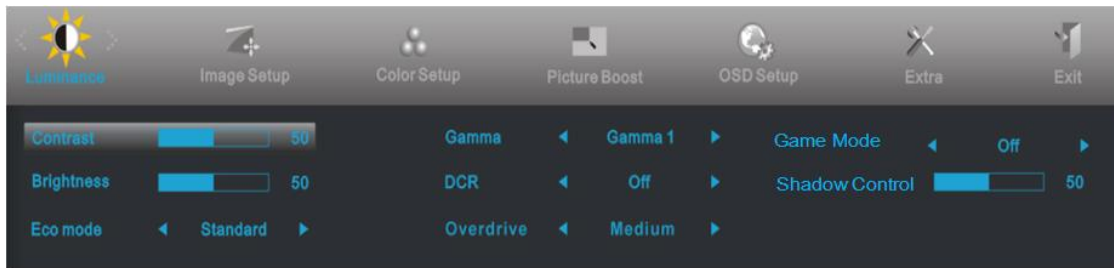 Luminance Image Setup Color Setup Picture Boost OSD Setup Extra Exit
Contrast 50 Gamma Gamma 1 Game Mode Off
Brightness 50 DCR Off Shadow Control 50
Eco mode Standard Overdrive Medium